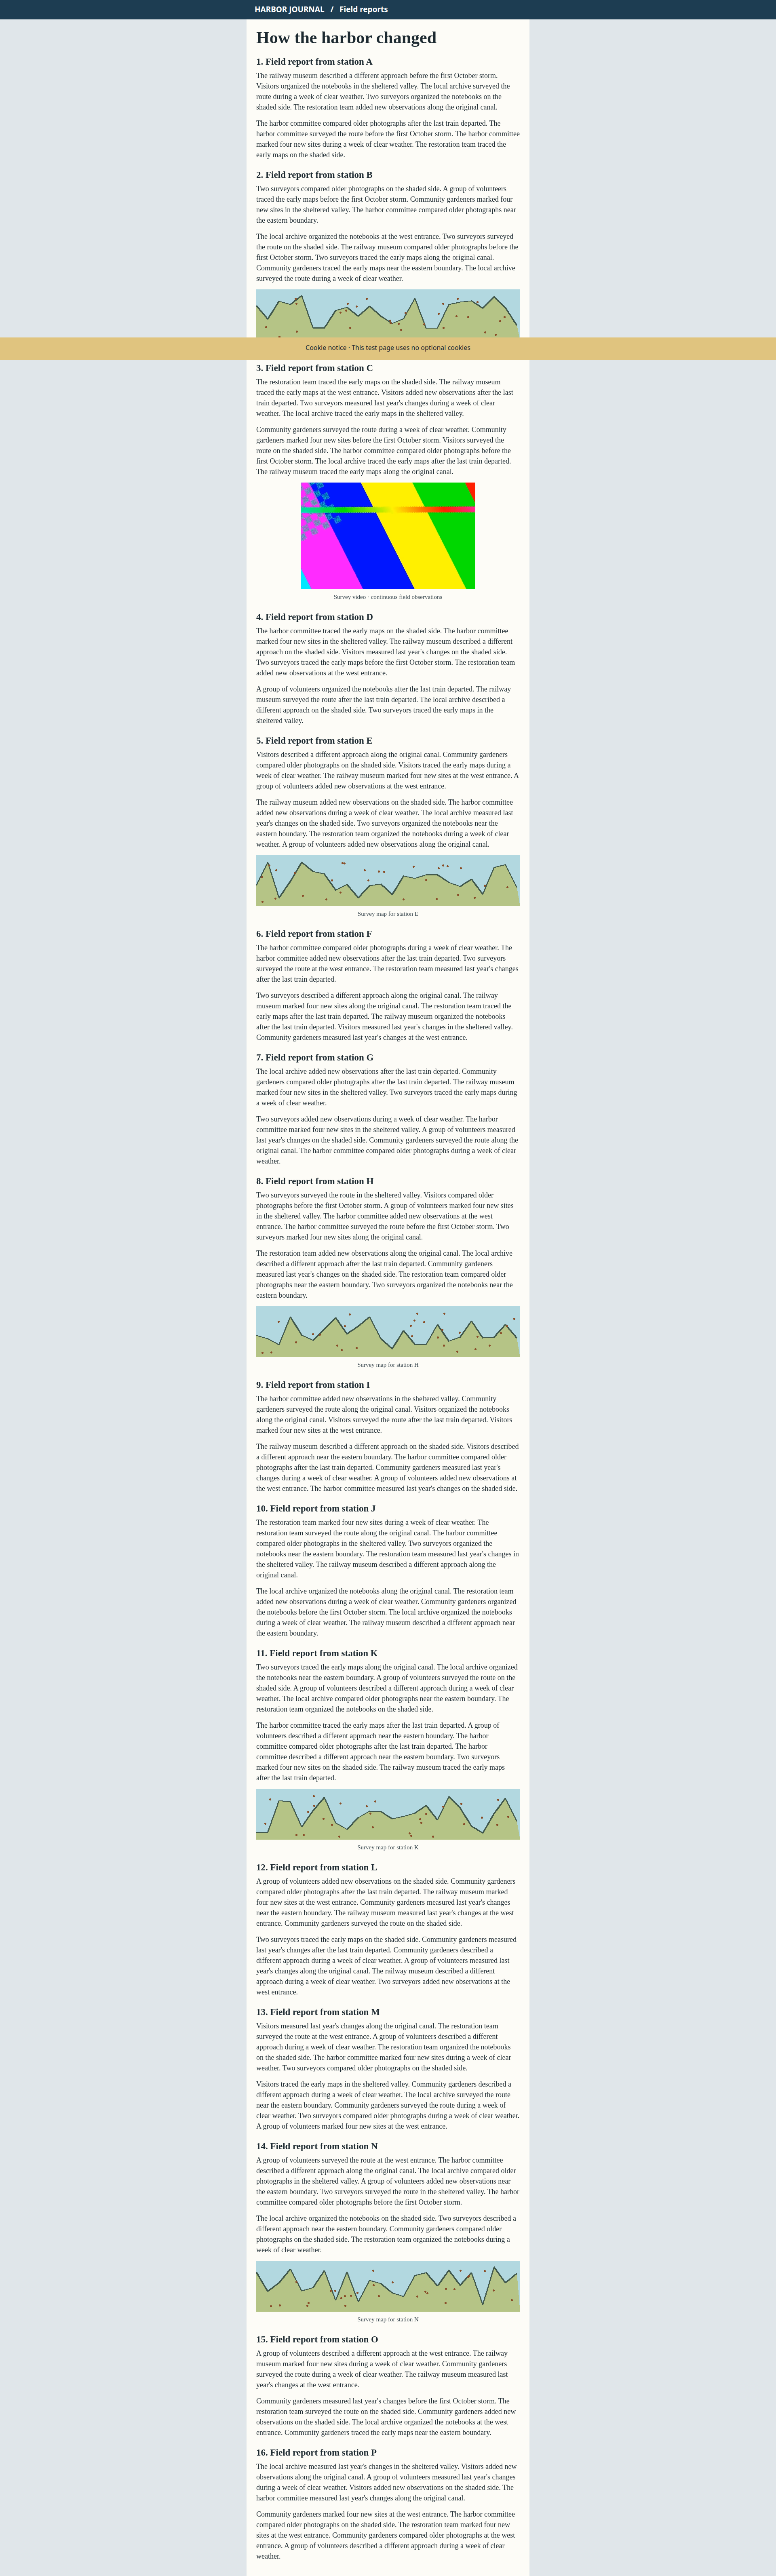 HARBOR JOURNAL / Field reports
How the harbor changed
1. Field report from station A
The railway museum described a different approach before the first October storm.
Visitors organized the notebooks in the sheltered valley. The local archive surveyed the
route during a week of clear weather. Two surveyors organized the notebooks on the
shaded side. The restoration team added new observations along the original canal.
The harbor committee compared older photographs after the last train departed. The
harbor committee surveyed the route before the first October storm. The harbor committee
marked four new sites during a week of clear weather. The restoration team traced the
early maps on the shaded side.
2. Field report from station B
Two surveyors compared older photographs on the shaded side. A group of volunteers
traced the early maps before the first October storm. Community gardeners marked four
new sites in the sheltered valley. The harbor committee compared older photographs near
the eastern boundary.
The local archive organized the notebooks at the west entrance. Two surveyors surveyed
the route on the shaded side. The railway museum compared older photographs before the
first October storm. Two surveyors traced the early maps along the original canal.
Community gardeners traced the early maps near the eastern boundary. The local archive
surveyed the route during a week of clear weather.
Cookie notice · This test page uses no optional cookies
3. Field report from station C
The restoration team traced the early maps on the shaded side. The railway museum
traced the early maps at the west entrance. Visitors added new observations after the last
train departed. Two surveyors measured last year's changes during a week of clear
weather. The local archive traced the early maps in the sheltered valley.
Community gardeners surveyed the route during a week of clear weather. Community
gardeners marked four new sites before the first October storm. Visitors surveyed the
route on the shaded side. The harbor committee compared older photographs before the
first October storm. The local archive traced the early maps after the last train departed.
The railway museum traced the early maps along the original canal.
Survey video · continuous field observations
4. Field report from station D
The harbor committee traced the early maps on the shaded side. The harbor committee
marked four new sites in the sheltered valley. The railway museum described a different
approach on the shaded side. Visitors measured last year's changes on the shaded side.
Two surveyors traced the early maps before the first October storm. The restoration team
added new observations at the west entrance.
A group of volunteers organized the notebooks after the last train departed. The railway
museum surveyed the route after the last train departed. The local archive described a
different approach on the shaded side. Two surveyors traced the early maps in the
sheltered valley.
5. Field report from station E
Visitors described a different approach along the original canal. Community gardeners
compared older photographs on the shaded side. Visitors traced the early maps during a
week of clear weather. The railway museum marked four new sites at the west entrance. A
group of volunteers added new observations at the west entrance.
The railway museum added new observations on the shaded side. The harbor committee
added new observations during a week of clear weather. The local archive measured last
year's changes on the shaded side. Two surveyors organized the notebooks near the
eastern boundary. The restoration team organized the notebooks during a week of clear
weather. A group of volunteers added new observations along the original canal.
Survey map for station E
6. Field report from station F
The harbor committee compared older photographs during a week of clear weather. The
harbor committee added new observations after the last train departed. Two surveyors
surveyed the route at the west entrance. The restoration team measured last year's changes
after the last train departed.
Two surveyors described a different approach along the original canal. The railway
museum marked four new sites along the original canal. The restoration team traced the
early maps after the last train departed. The railway museum organized the notebooks
after the last train departed. Visitors measured last year's changes in the sheltered valley.
Community gardeners measured last year's changes at the west entrance.
7. Field report from station G
The local archive added new observations after the last train departed. Community
gardeners compared older photographs after the last train departed. The railway museum
marked four new sites in the sheltered valley. Two surveyors traced the early maps during
a week of clear weather.
Two surveyors added new observations during a week of clear weather. The harbor
committee marked four new sites in the sheltered valley. A group of volunteers measured
last year's changes on the shaded side. Community gardeners surveyed the route along the
original canal. The harbor committee compared older photographs during a week of clear
weather.
8. Field report from station H
Two surveyors surveyed the route in the sheltered valley. Visitors compared older
photographs before the first October storm. A group of volunteers marked four new sites
in the sheltered valley. The harbor committee added new observations at the west
entrance. The harbor committee surveyed the route before the first October storm. Two
surveyors marked four new sites along the original canal.
The restoration team added new observations along the original canal. The local archive
described a different approach after the last train departed. Community gardeners
measured last year's changes on the shaded side. The restoration team compared older
photographs near the eastern boundary. Two surveyors organized the notebooks near the
eastern boundary.
Survey map for station H
9. Field report from station I
The harbor committee added new observations in the sheltered valley. Community
gardeners surveyed the route along the original canal. Visitors organized the notebooks
along the original canal. Visitors surveyed the route after the last train departed. Visitors
marked four new sites at the west entrance.
The railway museum described a different approach on the shaded side. Visitors described
a different approach near the eastern boundary. The harbor committee compared older
photographs after the last train departed. Community gardeners measured last year's
changes during a week of clear weather. A group of volunteers added new observations at
the west entrance. The harbor committee measured last year's changes on the shaded side.
10. Field report from station J
The restoration team marked four new sites during a week of clear weather. The
restoration team surveyed the route along the original canal. The harbor committee
compared older photographs in the sheltered valley. Two surveyors organized the
notebooks near the eastern boundary. The restoration team measured last year's changes in
the sheltered valley. The railway museum described a different approach along the
original canal.
The local archive organized the notebooks along the original canal. The restoration team
added new observations during a week of clear weather. Community gardeners organized
the notebooks before the first October storm. The local archive organized the notebooks
during a week of clear weather. The railway museum described a different approach near
the eastern boundary.
11. Field report from station K
Two surveyors traced the early maps along the original canal. The local archive organized
the notebooks near the eastern boundary. A group of volunteers surveyed the route on the
shaded side. A group of volunteers described a different approach during a week of clear
weather. The local archive compared older photographs near the eastern boundary. The
restoration team organized the notebooks on the shaded side.
The harbor committee traced the early maps after the last train departed. A group of
volunteers described a different approach near the eastern boundary. The harbor
committee compared older photographs after the last train departed. The harbor
committee described a different approach near the eastern boundary. Two surveyors
marked four new sites on the shaded side. The railway museum traced the early maps
after the last train departed.
Survey map for station K
12. Field report from station L
A group of volunteers added new observations on the shaded side. Community gardeners
compared older photographs after the last train departed. The railway museum marked
four new sites at the west entrance. Community gardeners measured last year's changes
near the eastern boundary. The railway museum measured last year's changes at the west
entrance. Community gardeners surveyed the route on the shaded side.
Two surveyors traced the early maps on the shaded side. Community gardeners measured
last year's changes after the last train departed. Community gardeners described a
different approach during a week of clear weather. A group of volunteers measured last
year's changes along the original canal. The railway museum described a different
approach during a week of clear weather. Two surveyors added new observations at the
west entrance.
13. Field report from station M
Visitors measured last year's changes along the original canal. The restoration team
surveyed the route at the west entrance. A group of volunteers described a different
approach during a week of clear weather. The restoration team organized the notebooks
on the shaded side. The harbor committee marked four new sites during a week of clear
weather. Two surveyors compared older photographs on the shaded side.
Visitors traced the early maps in the sheltered valley. Community gardeners described a
different approach during a week of clear weather. The local archive surveyed the route
near the eastern boundary. Community gardeners surveyed the route during a week of
clear weather. Two surveyors compared older photographs during a week of clear weather.
A group of volunteers marked four new sites at the west entrance.
14. Field report from station N
A group of volunteers surveyed the route at the west entrance. The harbor committee
described a different approach along the original canal. The local archive compared older
photographs in the sheltered valley. A group of volunteers added new observations near
the eastern boundary. Two surveyors surveyed the route in the sheltered valley. The harbor
committee compared older photographs before the first October storm.
The local archive organized the notebooks on the shaded side. Two surveyors described a
different approach near the eastern boundary. Community gardeners compared older
photographs on the shaded side. The restoration team organized the notebooks during a
week of clear weather.
Survey map for station N
15. Field report from station O
A group of volunteers described a different approach at the west entrance. The railway
museum marked four new sites during a week of clear weather. Community gardeners
surveyed the route during a week of clear weather. The railway museum measured last
year's changes at the west entrance.
Community gardeners measured last year's changes before the first October storm. The
restoration team surveyed the route on the shaded side. Community gardeners added new
observations on the shaded side. The local archive organized the notebooks at the west
entrance. Community gardeners traced the early maps near the eastern boundary.
16. Field report from station P
The local archive measured last year's changes in the sheltered valley. Visitors added new
observations along the original canal. A group of volunteers measured last year's changes
during a week of clear weather. Visitors added new observations on the shaded side. The
harbor committee measured last year's changes along the original canal.
Community gardeners marked four new sites at the west entrance. The harbor committee
compared older photographs on the shaded side. The restoration team marked four new
sites at the west entrance. Community gardeners compared older photographs at the west
entrance. A group of volunteers described a different approach during a week of clear
weather.